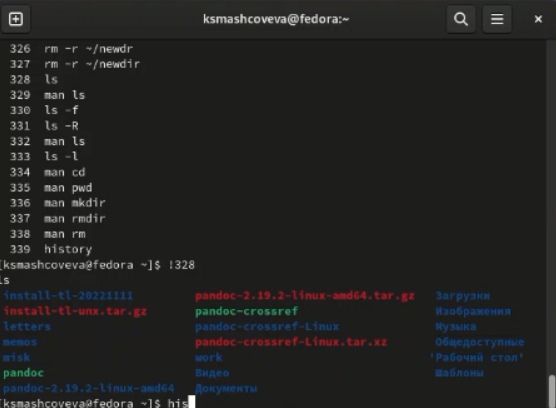 ksmashcoveva@fedora:~
326 rm -r ~/newdr
327 rm -r ~/newdir
328 ls
329 man ls
330 ls -f
331 ls -R
332 man ls
333 ls -l
334 man cd
335 man pwd
336 man mkdir
337 man rmdir
338 man rm
339 history
[ksmashcoveva@fedora ~]$ !328
ls
install-tl-20221111 pandoc-2.19.2-linux-amd64.tar.gz Загрузки
install-tl-unx.tar.gz pandoc-crossref Изображения
letters pandoc-crossref-Linux Музыка
memos pandoc-crossref-Linux.tar.xz Общедоступные
misk work 'Рабочий стол'
pandoc Видео Шаблоны
pandoc-2.19.2-linux-amd64 Документы
[ksmashcoveva@fedora ~]$ his